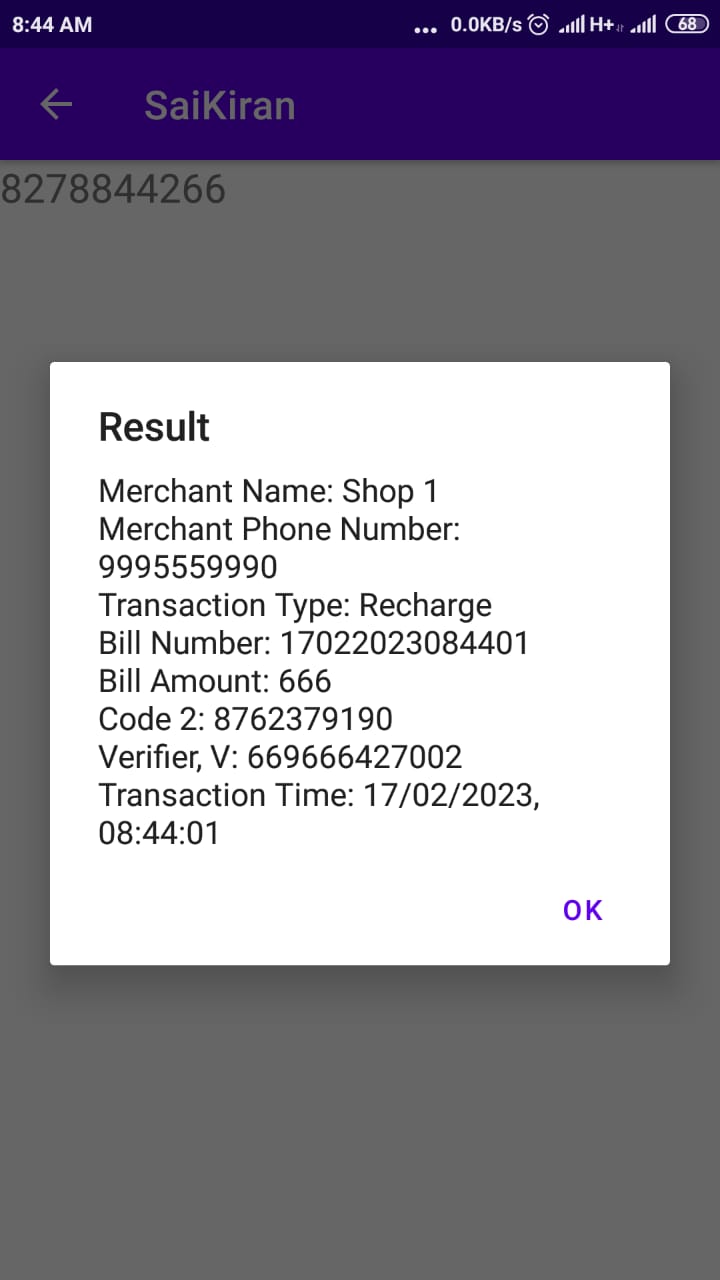 8:44 AM ... 0.0KB/s H+ 68
SaiKiran
8278844266
Result
Merchant Name: Shop 1
Merchant Phone Number:
9995559990
Transaction Type: Recharge
Bill Number: 17022023084401
Bill Amount: 666
Code 2: 8762379190
Verifier, V: 669666427002
Transaction Time: 17/02/2023,
08:44:01
OK